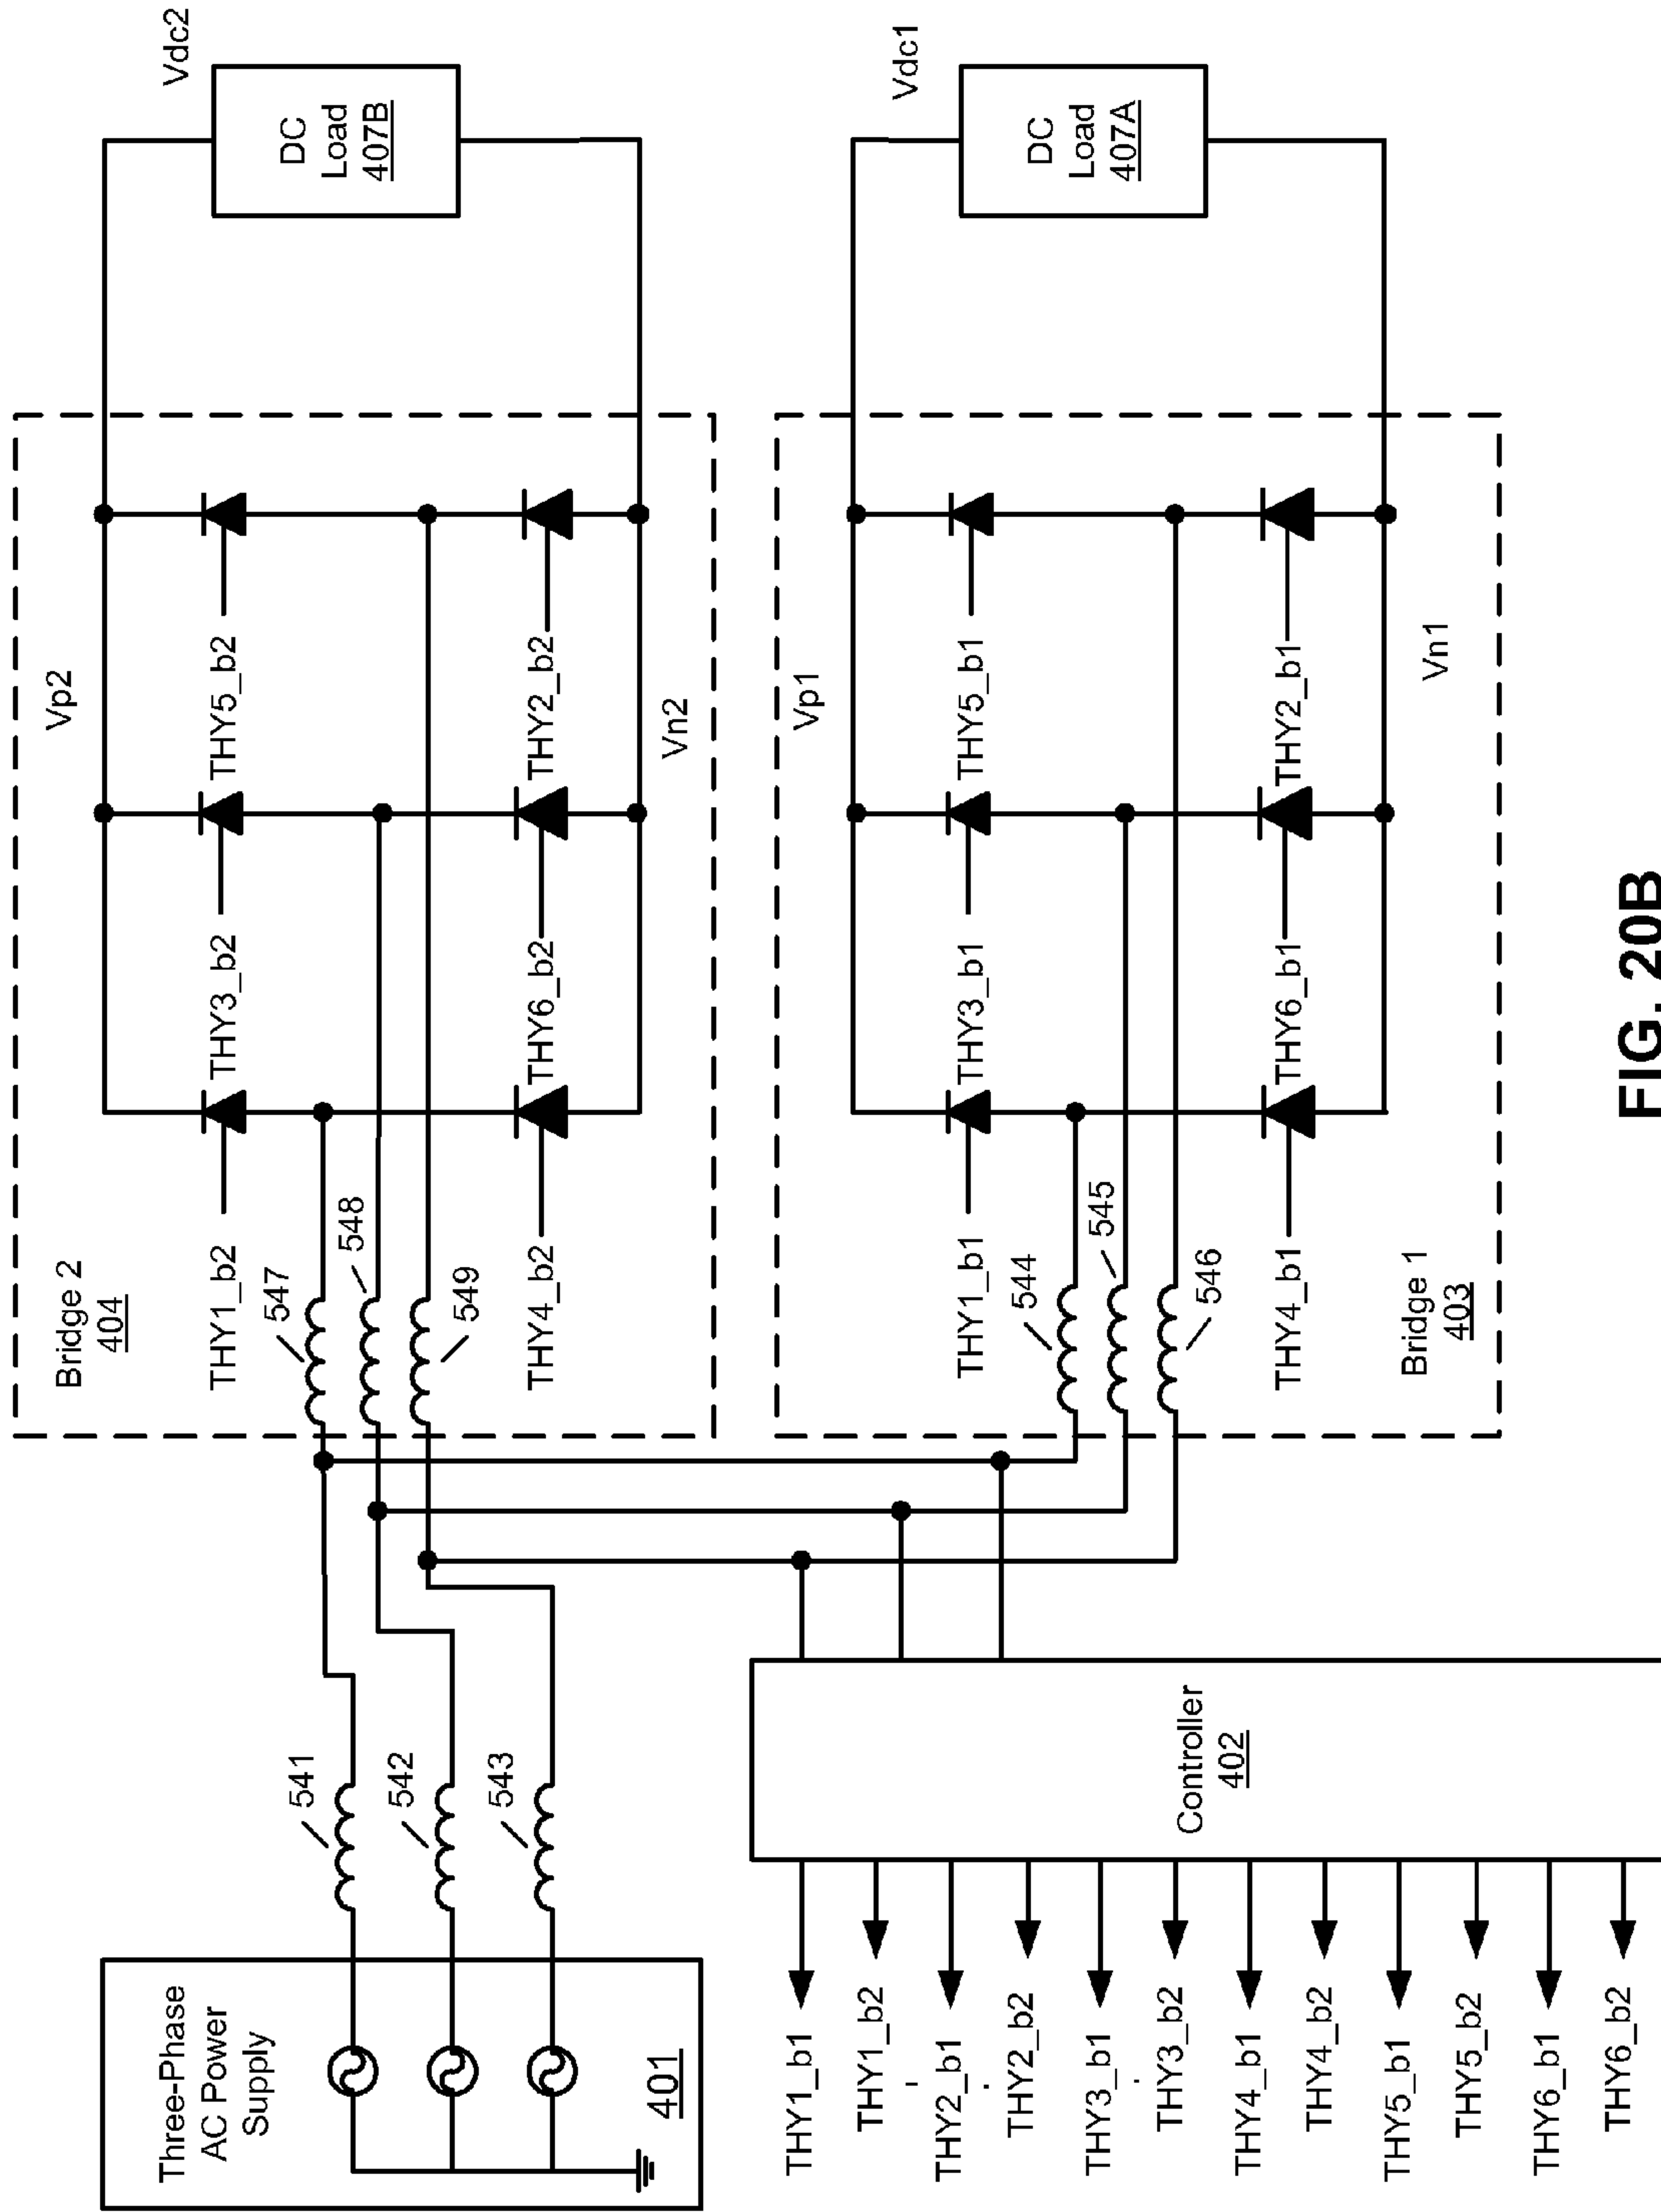 Three-Phase
AC Power
Supply
401
541
542
543
Bridge 2
404
Vp2
THY1_b2
THY3_b2
THY5_b2
547
548
549
THY4_b2
THY6_b2
THY2_b2
Vn2
Vdc2
DC
Load
407B
Controller
402
THY1_b1
THY1_b2
THY2_b1
THY2_b2
THY3_b1
THY3_b2
THY4_b1
THY4_b2
THY5_b1
THY5_b2
THY6_b1
THY6_b2
Vp1
THY1_b1
THY3_b1
THY5_b1
544
545
546
THY4_b1
THY6_b1
THY2_b1
Bridge 1
403
Vn1
Vdc1
DC
Load
407A
FIG. 20B